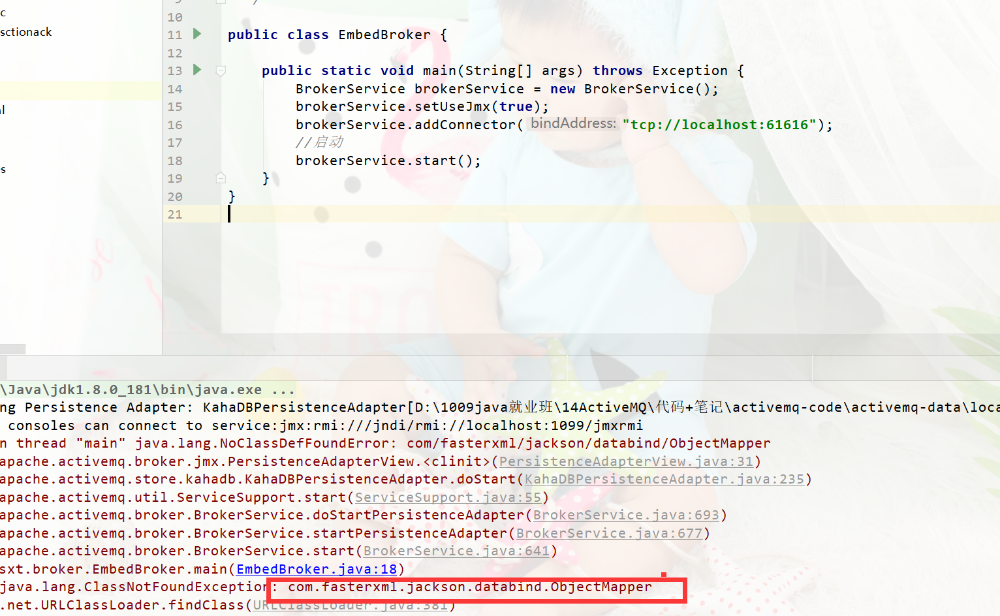 c
sctionack
al
s
9 /
10
11 public class EmbedBroker {
12
13 public static void main(String[] args) throws Exception {
14 BrokerService brokerService = new BrokerService();
15 brokerService.setUseJmx(true);
16 brokerService.addConnector( bindAddress: "tcp://localhost:61616");
17 //启动
18 brokerService.start();
19 }
20 }
21
\Java\jdk1.8.0_181\bin\java.exe ...
ng Persistence Adapter: KahaDBPersistenceAdapter[D:\1009java就业班\14ActiveMQ\代码+笔记\activemq-code\activemq-data\loca
consoles can connect to service:jmx:rmi:///jndi/rmi://localhost:1099/jmxrmi
n thread "main" java.lang.NoClassDefFoundError: com/fasterxml/jackson/databind/ObjectMapper
apache.activemq.broker.jmx.PersistenceAdapterView.<clinit>(PersistenceAdapterView.java:31)
apache.activemq.store.kahadb.KahaDBPersistenceAdapter.doStart(KahaDBPersistenceAdapter.java:235)
apache.activemq.util.ServiceSupport.start(ServiceSupport.java:55)
apache.activemq.broker.BrokerService.doStartPersistenceAdapter(BrokerService.java:693)
apache.activemq.broker.BrokerService.startPersistenceAdapter(BrokerService.java:677)
apache.activemq.broker.BrokerService.start(BrokerService.java:641)
sxt.broker.EmbedBroker.main(EmbedBroker.java:18)
java.lang.ClassNotFoundException: com.fasterxml.jackson.databind.ObjectMapper
.net.URLClassLoader.findClass(URLClassLoader.java:381)